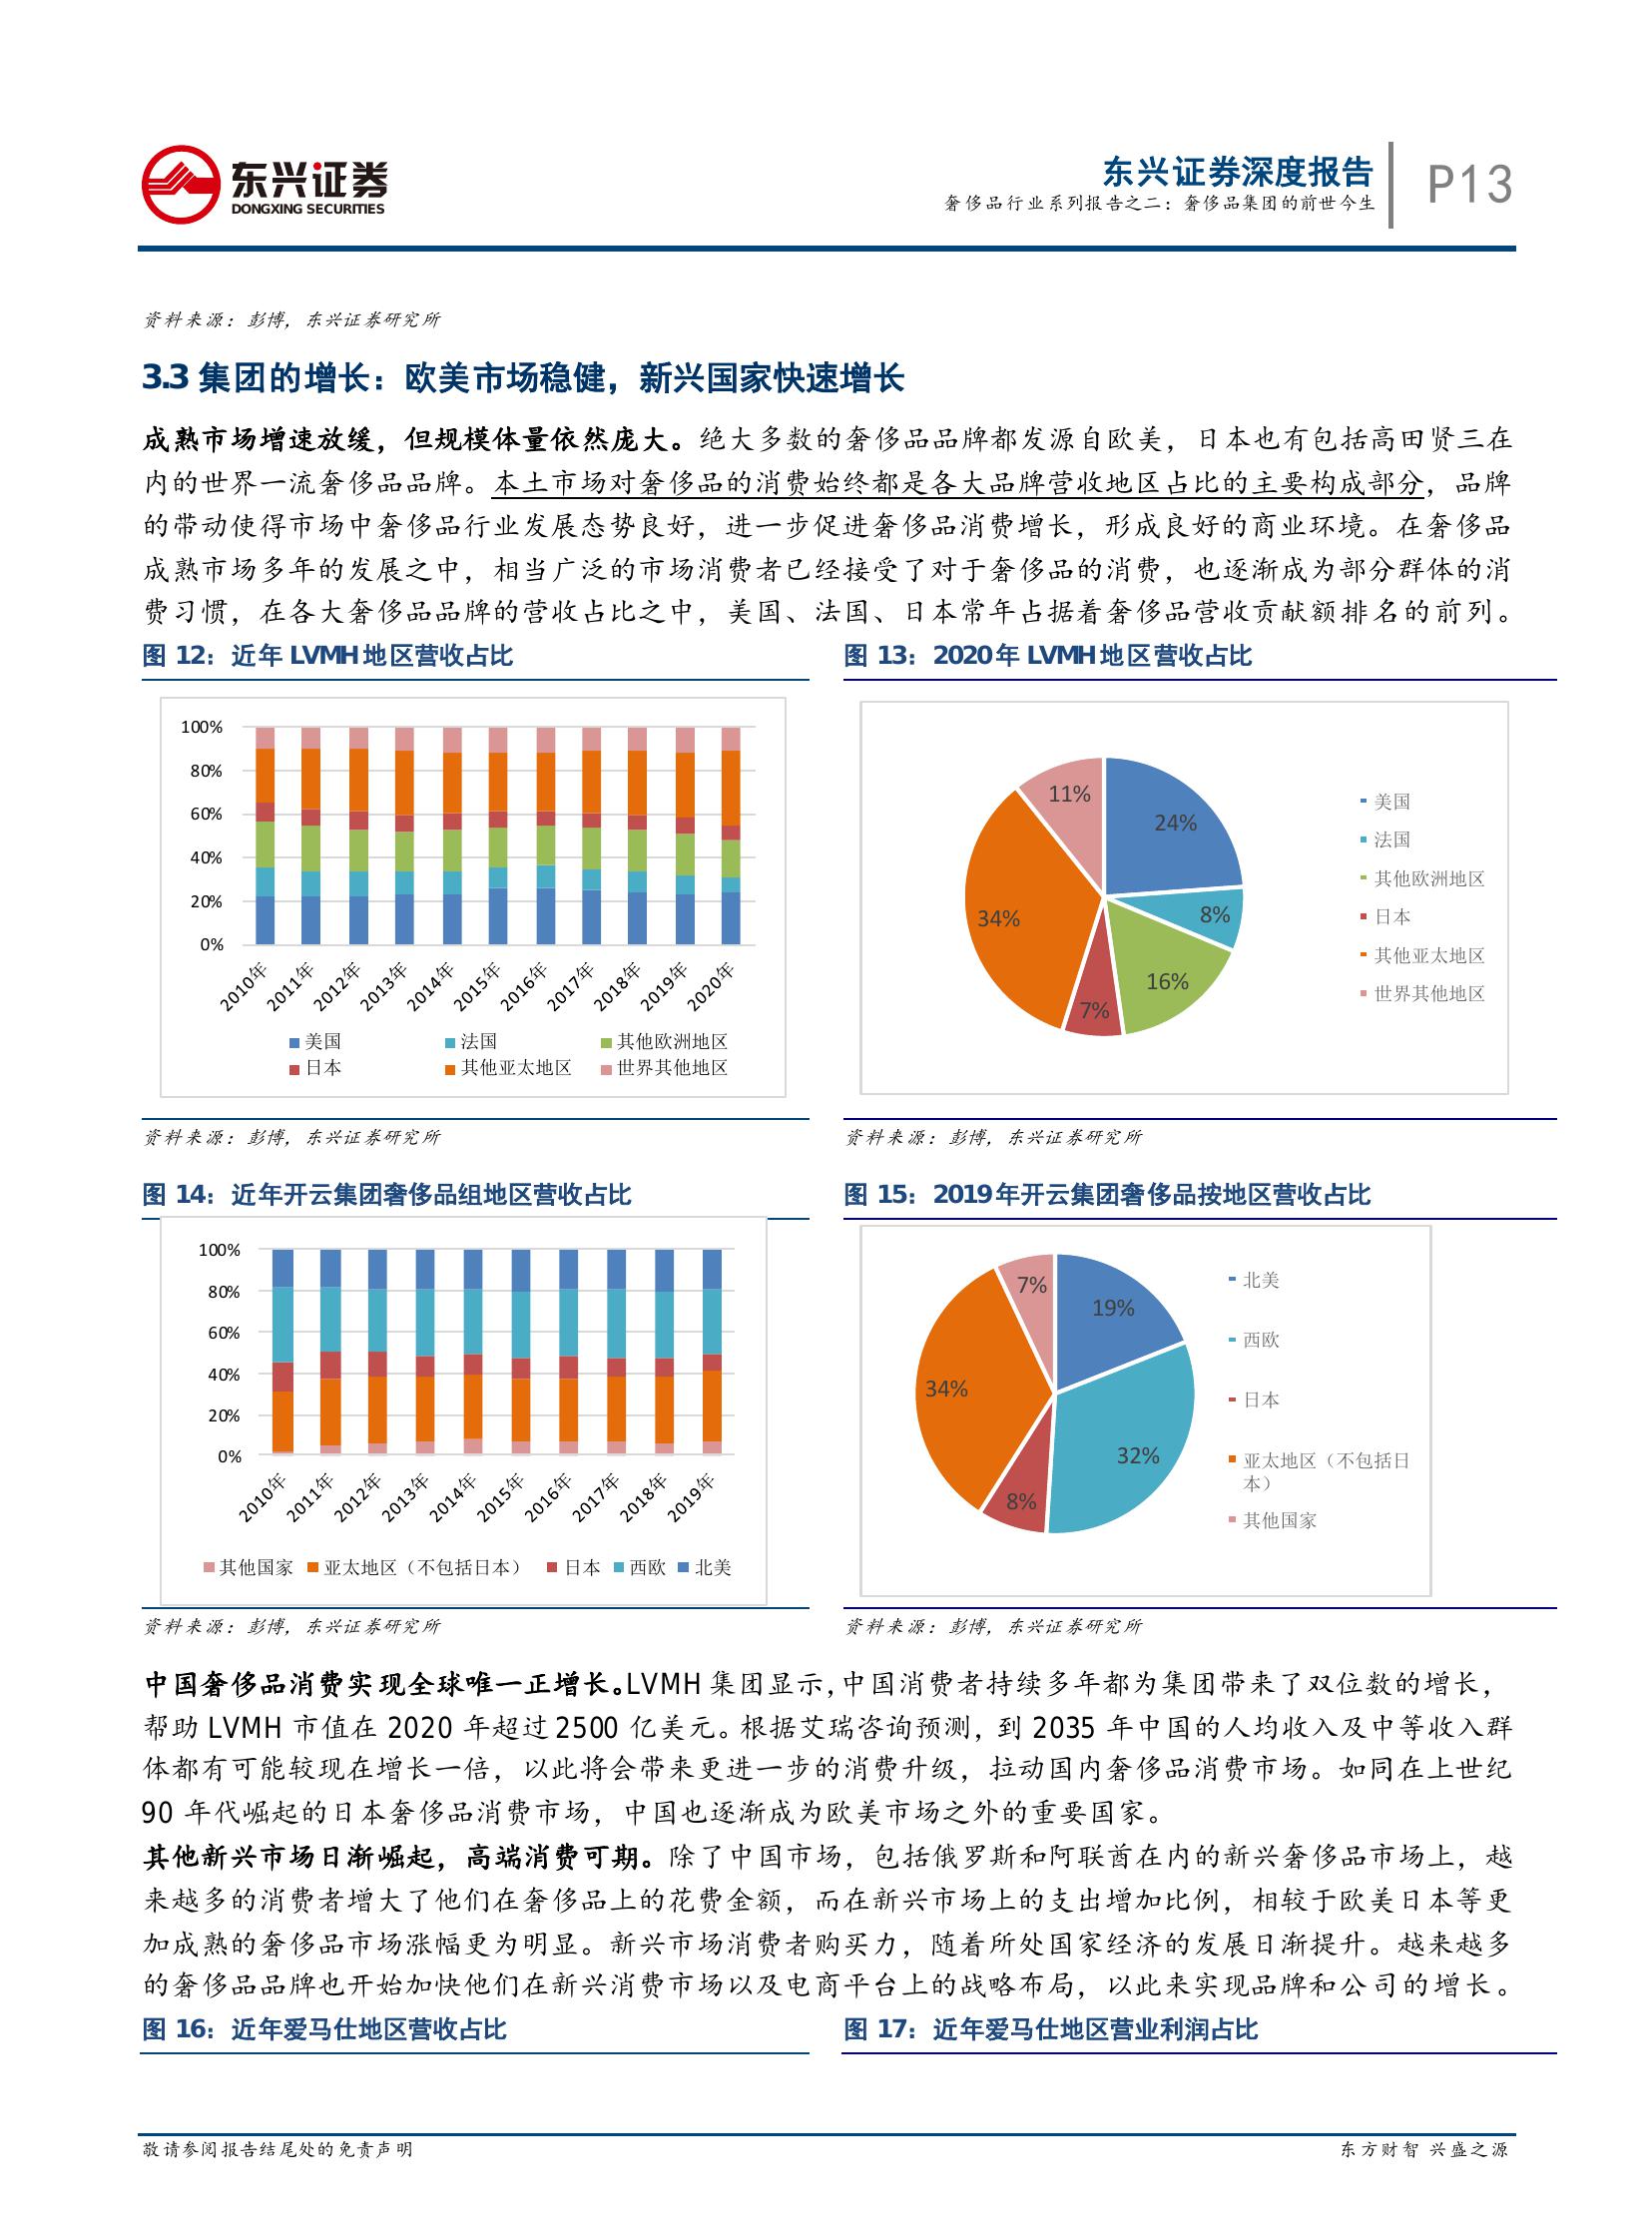 东兴证券
DONGXING SECURITIES
东兴证券深度报告
奢侈品行业系列报告之二：奢侈品集团的前世今生
P13
资料来源：彭博，东兴证券研究所
3.3 集团的增长：欧美市场稳健，新兴国家快速增长
成熟市场增速放缓，但规模体量依然庞大。绝大多数的奢侈品品牌都发源自欧美，日本也有包括高田贤三在
内的世界一流奢侈品品牌。本土市场对奢侈品的消费始终都是各大品牌营收地区占比的主要构成部分，品牌
的带动使得市场中奢侈品行业发展态势良好，进一步促进奢侈品消费增长，形成良好的商业环境。在奢侈品
成熟市场多年的发展之中，相当广泛的市场消费者已经接受了对于奢侈品的消费，也逐渐成为部分群体的消
费习惯，在各大奢侈品品牌的营收占比之中，美国、法国、日本常年占据着奢侈品营收贡献额排名的前列。
图 12：近年 LVMH 地区营收占比
100%
80%
60%
40%
20%
0%
2010年 2011年 2012年 2013年 2014年 2015年 2016年 2017年 2018年 2019年 2020年
美国 法国 其他欧洲地区
日本 其他亚太地区 世界其他地区
资料来源：彭博，东兴证券研究所
图 13：2020 年 LVMH 地区营收占比
11%
24%
8%
34%
16%
7%
美国
法国
其他欧洲地区
日本
其他亚太地区
世界其他地区
资料来源：彭博，东兴证券研究所
图 14：近年开云集团奢侈品组地区营收占比
100%
80%
60%
40%
20%
0%
2010年 2011年 2012年 2013年 2014年 2015年 2016年 2017年 2018年 2019年
其他国家 亚太地区（不包括日本） 日本 西欧 北美
资料来源：彭博，东兴证券研究所
图 15：2019 年开云集团奢侈品按地区营收占比
7%
19%
34%
32%
8%
北美
西欧
日本
亚太地区（不包括日
本）
其他国家
资料来源：彭博，东兴证券研究所
中国奢侈品消费实现全球唯一正增长。LVMH 集团显示，中国消费者持续多年都为集团带来了双位数的增长，
帮助 LVMH 市值在 2020 年超过 2500 亿美元。根据艾瑞咨询预测，到 2035 年中国的人均收入及中等收入群
体都有可能较现在增长一倍，以此将会带来更进一步的消费升级，拉动国内奢侈品消费市场。如同在上世纪
90 年代崛起的日本奢侈品消费市场，中国也逐渐成为欧美市场之外的重要国家。
其他新兴市场日渐崛起，高端消费可期。除了中国市场，包括俄罗斯和阿联酋在内的新兴奢侈品市场上，越
来越多的消费者增大了他们在奢侈品上的花费金额，而在新兴市场上的支出增加比例，相较于欧美日本等更
加成熟的奢侈品市场涨幅更为明显。新兴市场消费者购买力，随着所处国家经济的发展日渐提升。越来越多
的奢侈品品牌也开始加快他们在新兴消费市场以及电商平台上的战略布局，以此来实现品牌和公司的增长。
图 16：近年爱马仕地区营收占比
图 17：近年爱马仕地区营业利润占比
敬请参阅报告结尾处的免责声明
东方财智 兴盛之源